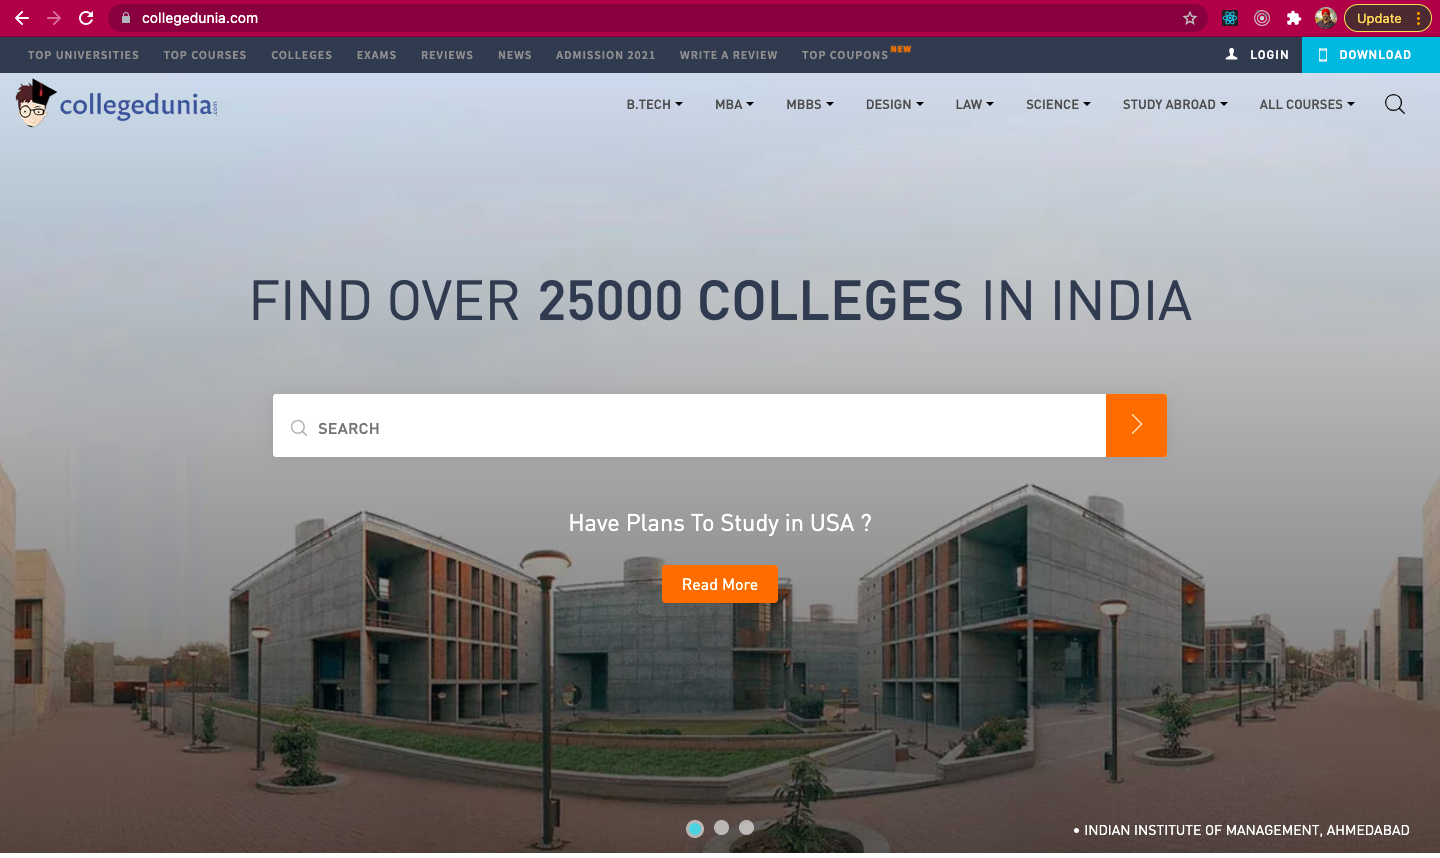 collegedunia.com
Update
TOP UNIVERSITIES TOP COURSES COLLEGES EXAMS REVIEWS NEWS ADMISSION 2021 WRITE A REVIEW TOP COUPONS NEW LOGIN DOWNLOAD
collegedunia.com
B.TECH MBA MBBS DESIGN LAW SCIENCE STUDY ABROAD ALL COURSES
FIND OVER 25000 COLLEGES IN INDIA
SEARCH
Have Plans To Study in USA ?
Read More
22
• INDIAN INSTITUTE OF MANAGEMENT, AHMEDABAD